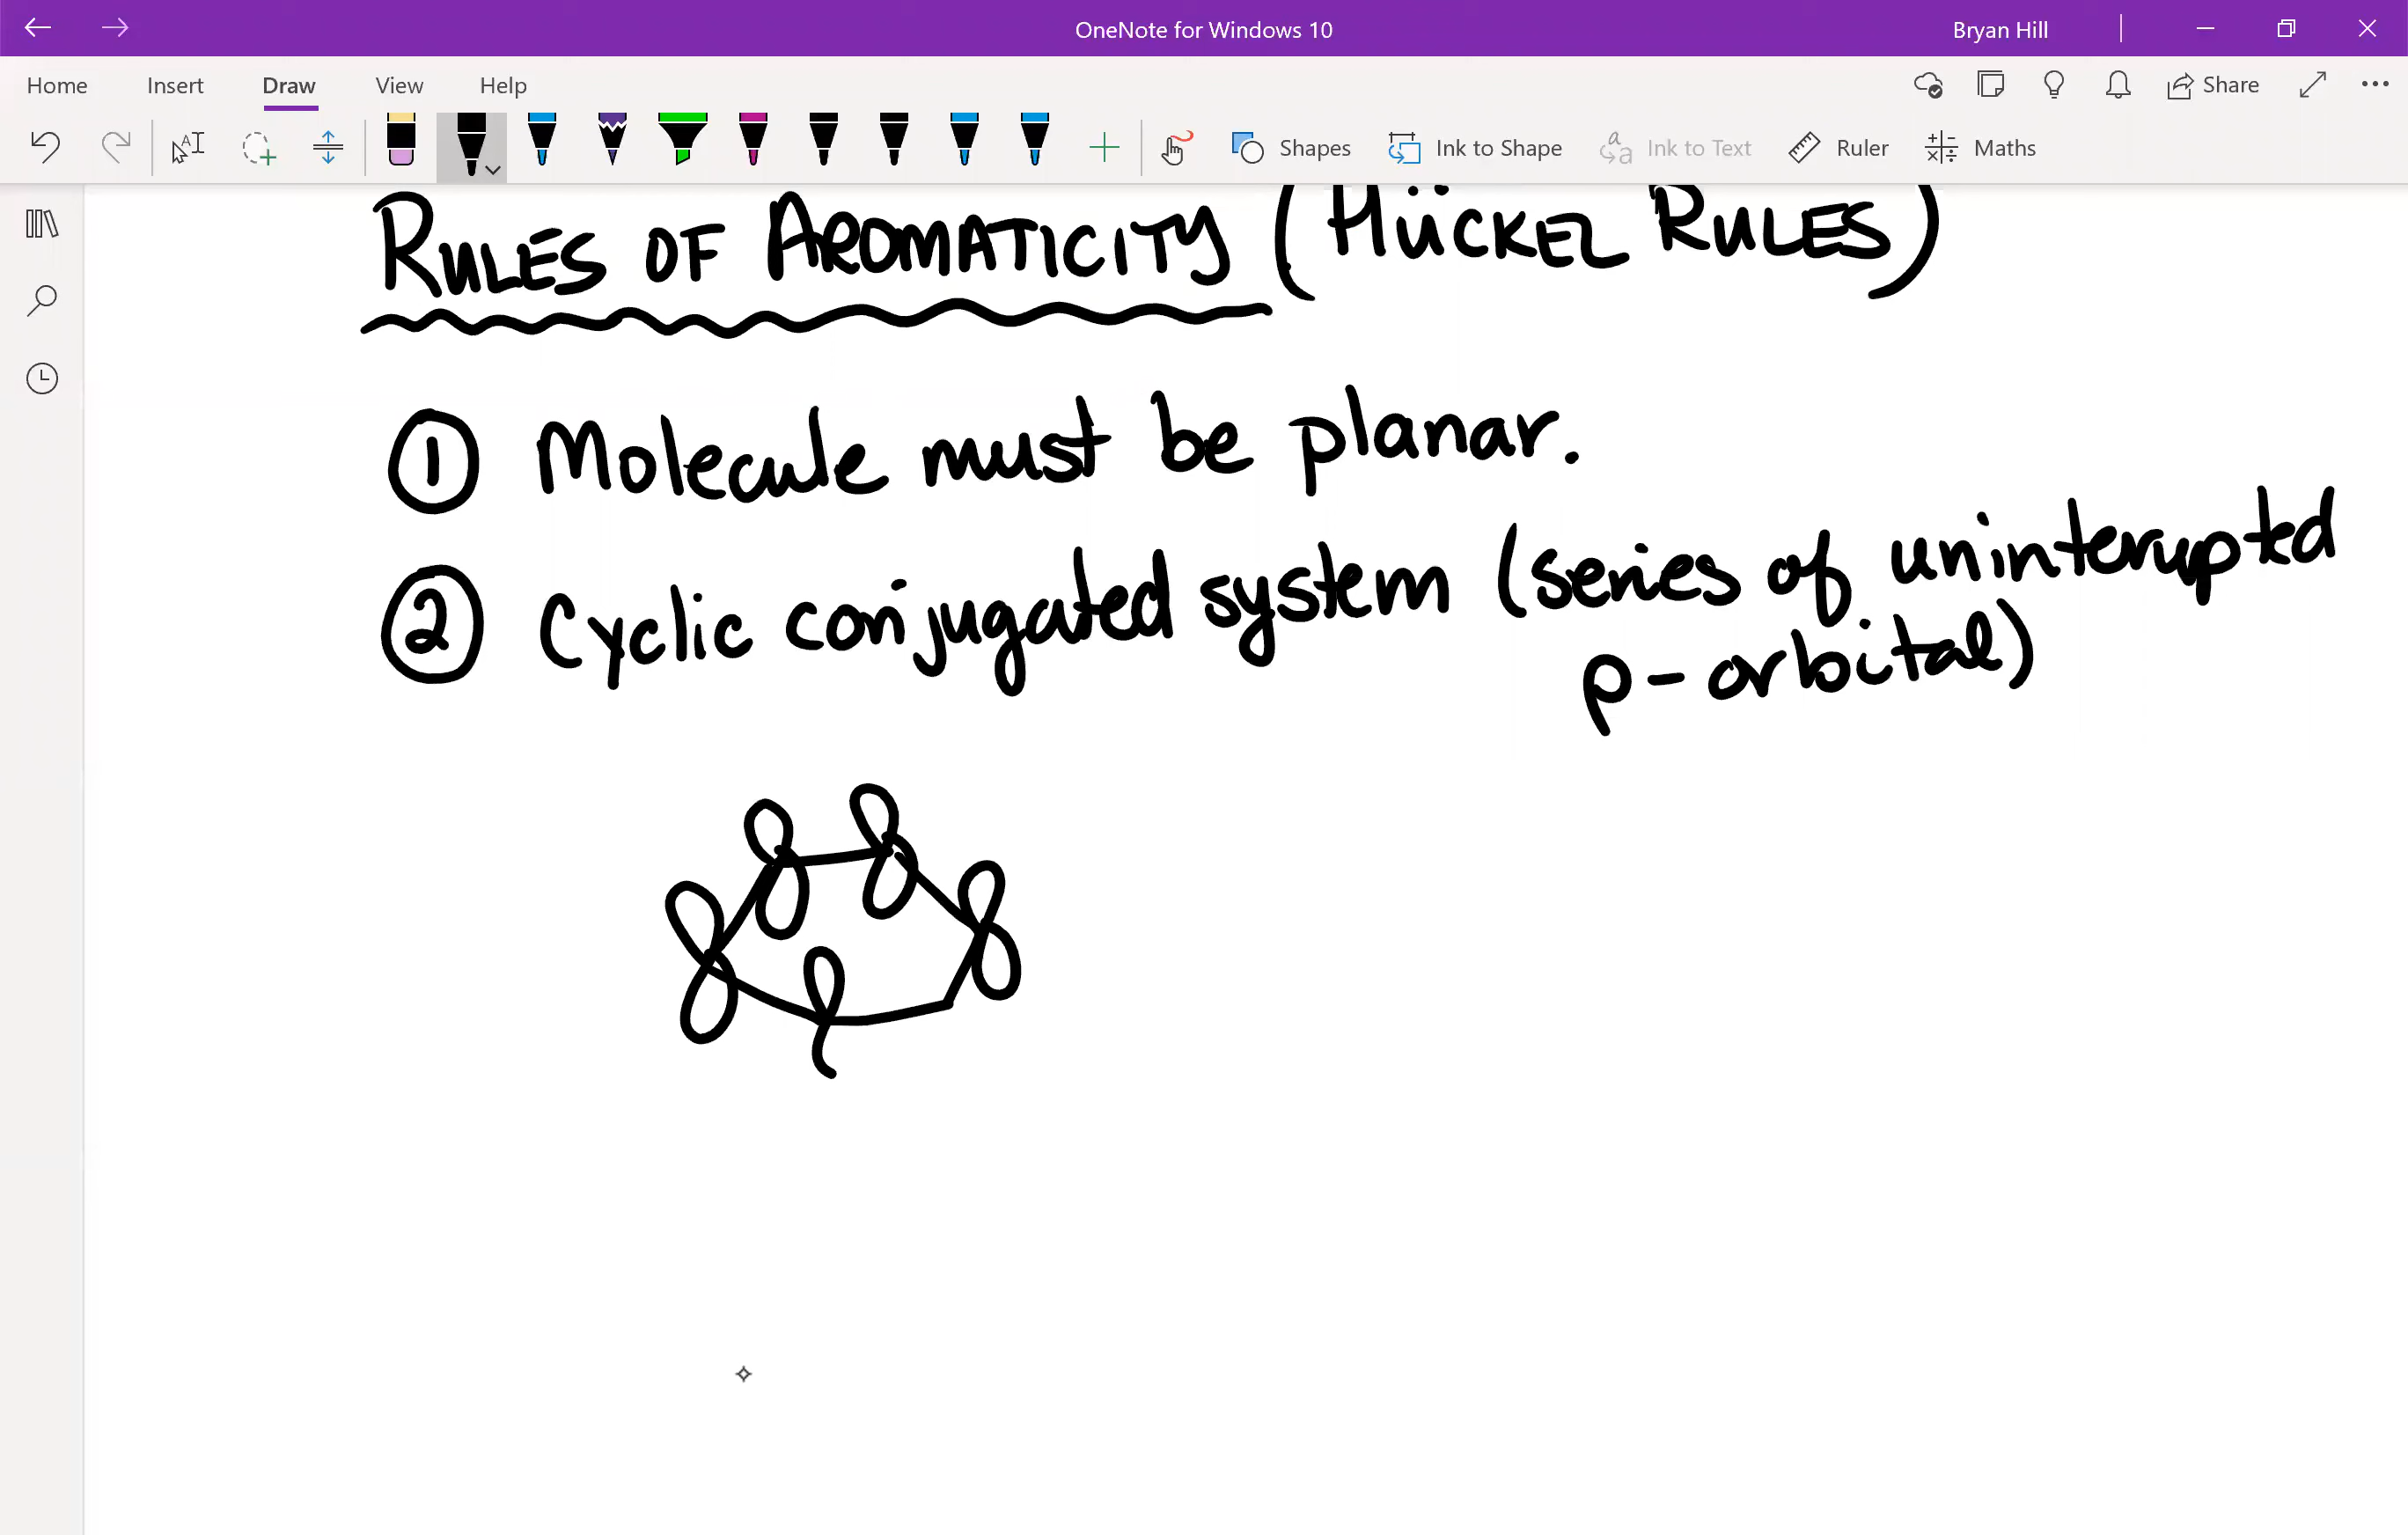 OneNote for Windows 10
Bryan Hill
Home Insert Draw View Help
Share
Shapes Ink to Shape Ink to Text Ruler Maths
RULES OF AROMATICITY (HÜCKEL RULES)
① Molecule must be planar.
② Cyclic conjugated system (series of uninterupted
p-orbital)